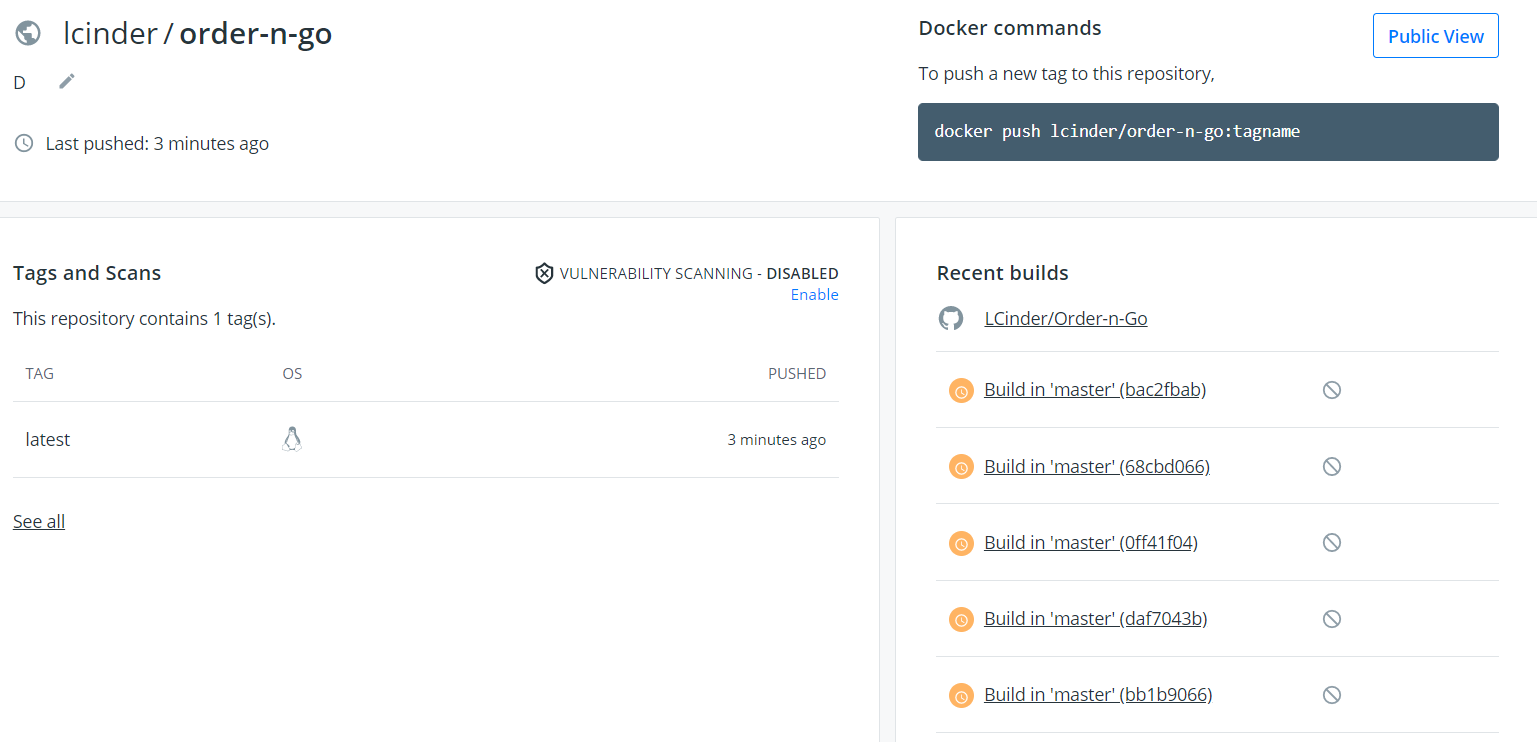 lcinder / order-n-go
D
Last pushed: 3 minutes ago
Docker commands
Public View
To push a new tag to this repository,
docker push lcinder/order-n-go:tagname
Tags and Scans
VULNERABILITY SCANNING - DISABLED
Enable
This repository contains 1 tag(s).
TAG OS PUSHED
latest 3 minutes ago
See all
Recent builds
LCinder/Order-n-Go
Build in 'master' (bac2fbab)
Build in 'master' (68cbd066)
Build in 'master' (0ff41f04)
Build in 'master' (daf7043b)
Build in 'master' (bb1b9066)